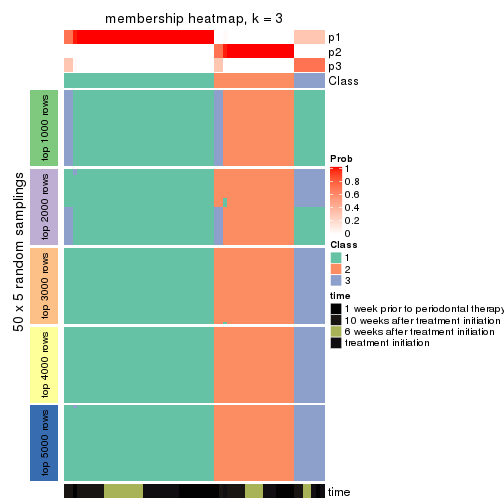 membership heatmap, k = 3
p1
p2
p3
Class
50 x 5 random samplings
top 1000 rows
top 2000 rows
top 3000 rows
top 4000 rows
top 5000 rows
time
Prob
1
0.8
0.6
0.4
0.2
0
Class
1
2
3
time
1 week prior to periodontal therapy
10 weeks after treatment initiation
6 weeks after treatment initiation
treatment initiation